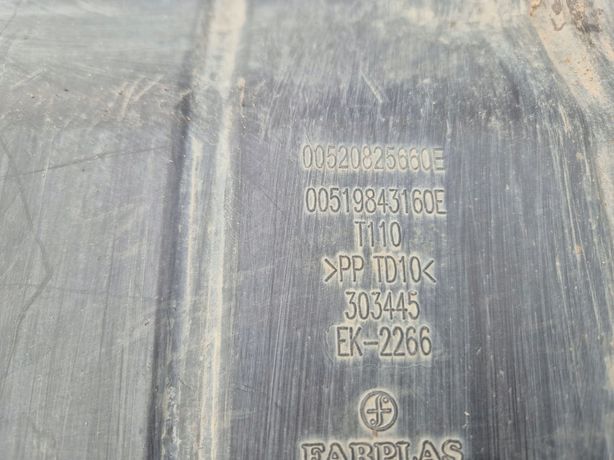 00520825660E
00519843160E
T110
>PP TD10<
303445
EK-2266
f
FARPLAS